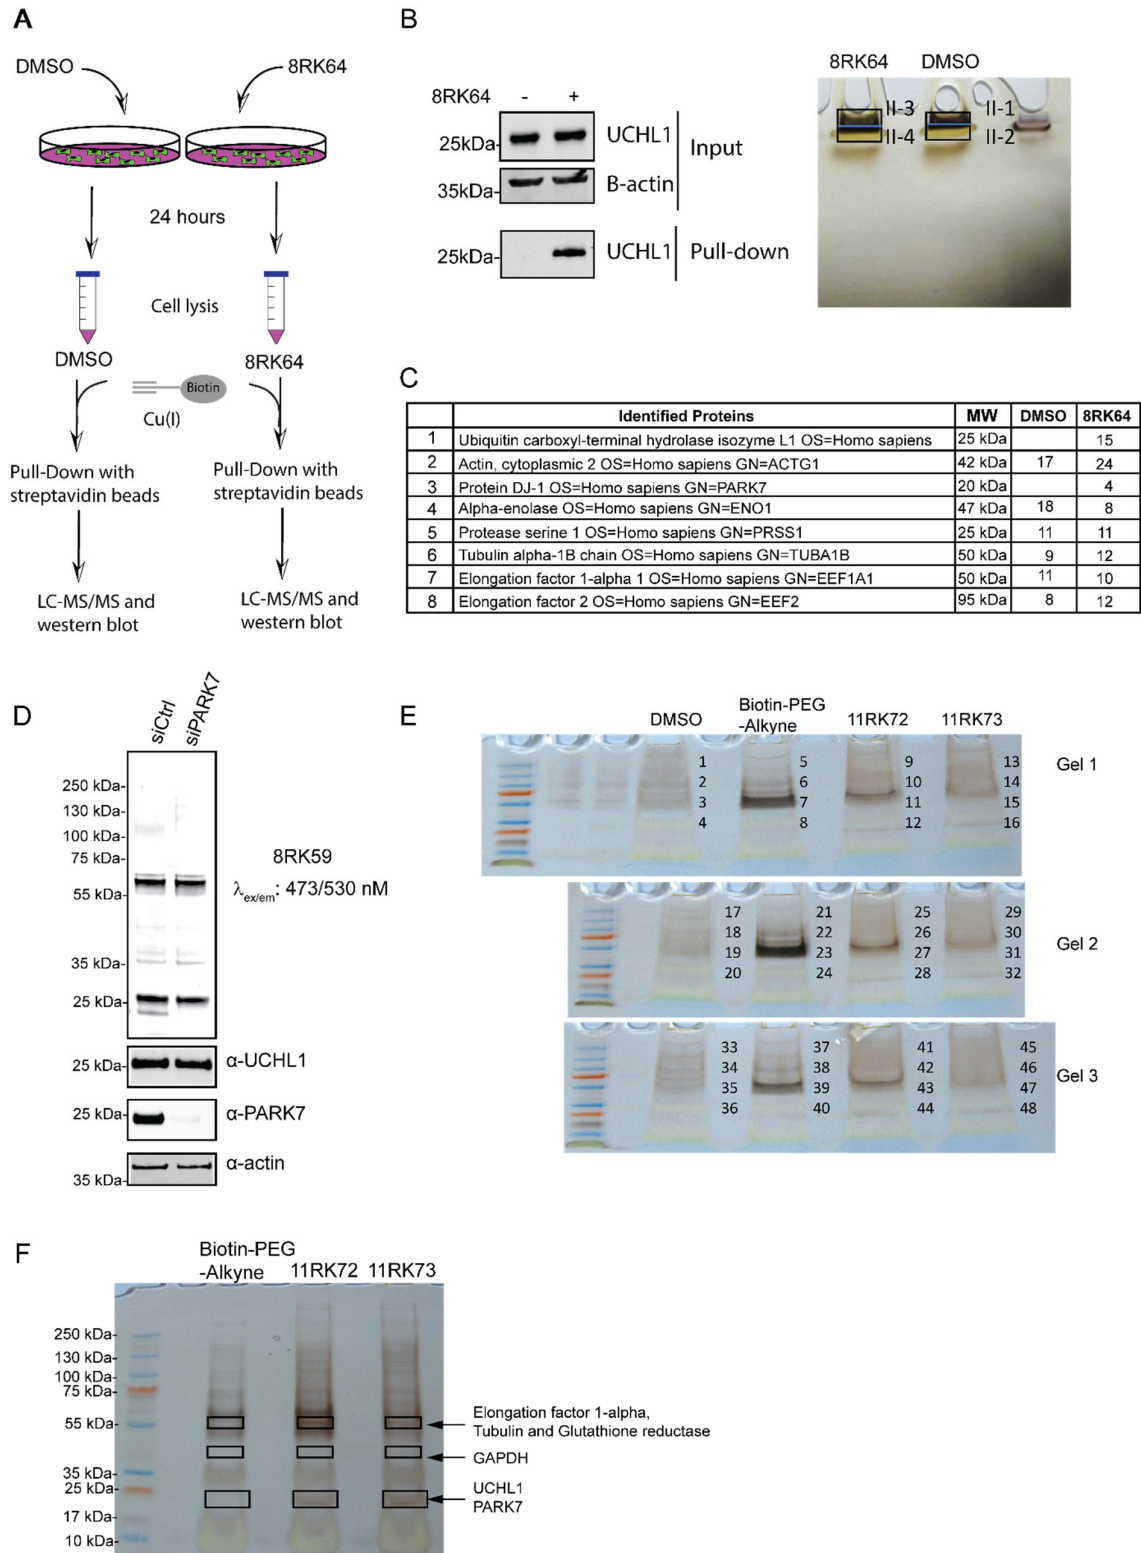 A
DMSO
8RK64
24 hours
Cell lysis
DMSO
8RK64
Biotin
Cu(I)
Pull-Down with
streptavidin beads
Pull-Down with
streptavidin beads
LC-MS/MS and
western blot
LC-MS/MS and
western blot
B
8RK64 - +
25kDa-
UCHL1
35kDa-
B-actin
Input
25kDa-
UCHL1
Pull-down
8RK64 DMSO
II-3 II-1
II-4 II-2
C
Identified Proteins MW DMSO 8RK64
1 Ubiquitin carboxyl-terminal hydrolase isozyme L1 OS=Homo sapiens 25 kDa 15
2 Actin, cytoplasmic 2 OS=Homo sapiens GN=ACTG1 42 kDa 17 24
3 Protein DJ-1 OS=Homo sapiens GN=PARK7 20 kDa 4
4 Alpha-enolase OS=Homo sapiens GN=ENO1 47 kDa 18 8
5 Protease serine 1 OS=Homo sapiens GN=PRSS1 25 kDa 11 11
6 Tubulin alpha-1B chain OS=Homo sapiens GN=TUBA1B 50 kDa 9 12
7 Elongation factor 1-alpha 1 OS=Homo sapiens GN=EEF1A1 50 kDa 11 10
8 Elongation factor 2 OS=Homo sapiens GN=EEF2 95 kDa 8 12
D
siCtrl
siPARK7
250 kDa-
130 kDa-
100 kDa-
75 kDa-
55 kDa-
35 kDa-
25 kDa-
8RK59
λex/em: 473/530 nM
25 kDa-
α-UCHL1
25 kDa-
α-PARK7
α-actin
35 kDa-
E
DMSO
Biotin-PEG
-Alkyne
11RK72
11RK73
1 5 9 13
2 6 10 14
3 7 11 15
4 8 12 16
Gel 1
17 21 25 29
18 22 26 30
19 23 27 31
20 24 28 32
Gel 2
33 37 41 45
34 38 42 46
35 39 43 47
36 40 44 48
Gel 3
F
Biotin-PEG
-Alkyne
11RK72
11RK73
250 kDa-
130 kDa-
100 kDa-
75 kDa-
55 kDa-
35 kDa-
25 kDa-
17 kDa-
10 kDa-
Elongation factor 1-alpha,
Tubulin and Glutathione reductase
GAPDH
UCHL1
PARK7